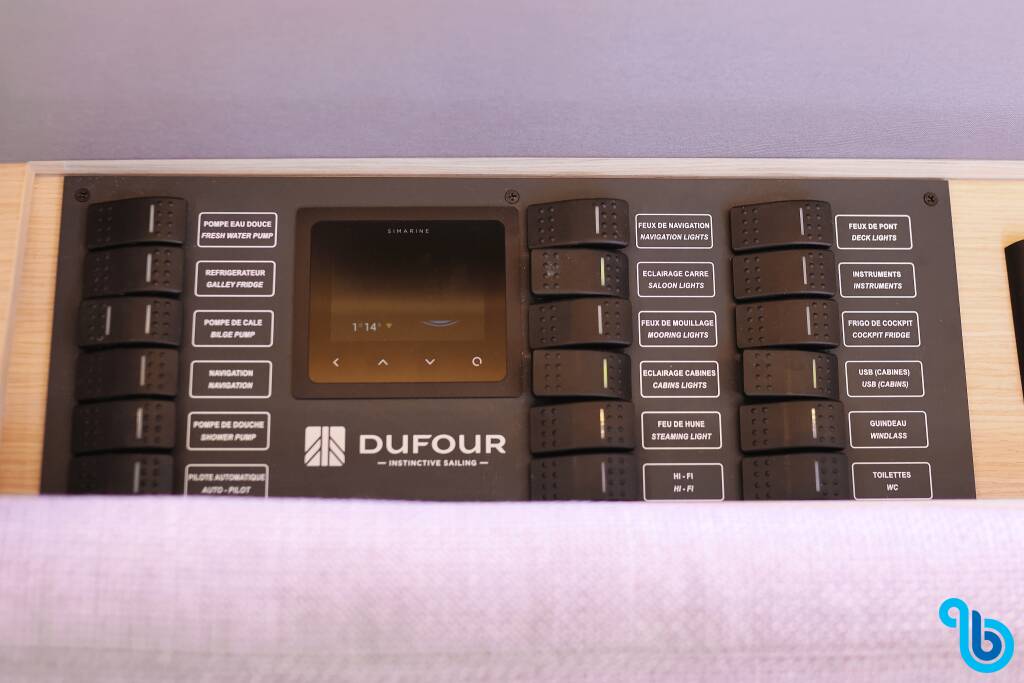 POMPE EAU DOUCE
FRESH WATER PUMP
REFRIGERATEUR
GALLEY FRIDGE
POMPE DE CALE
BILGE PUMP
NAVIGATION
NAVIGATION
POMPE DE DOUCHE
SHOWER PUMP
PILOTE AUTOMATIQUE
AUTO - PILOT
SIMARINE
1°14°
DUFOUR
INSTINCTIVE SAILING
FEUX DE NAVIGATION
NAVIGATION LIGHTS
ECLAIRAGE CARRE
SALOON LIGHTS
FEUX DE MOUILLAGE
MOORING LIGHTS
ECLAIRAGE CABINES
CABINS LIGHTS
FEU DE HUNE
STEAMING LIGHT
HI - FI
HI - FI
FEUX DE PONT
DECK LIGHTS
INSTRUMENTS
INSTRUMENTS
FRIGO DE COCKPIT
COCKPIT FRIDGE
USB (CABINES)
USB (CABINS)
GUINDEAU
WINDLASS
TOILETTES
WC
b